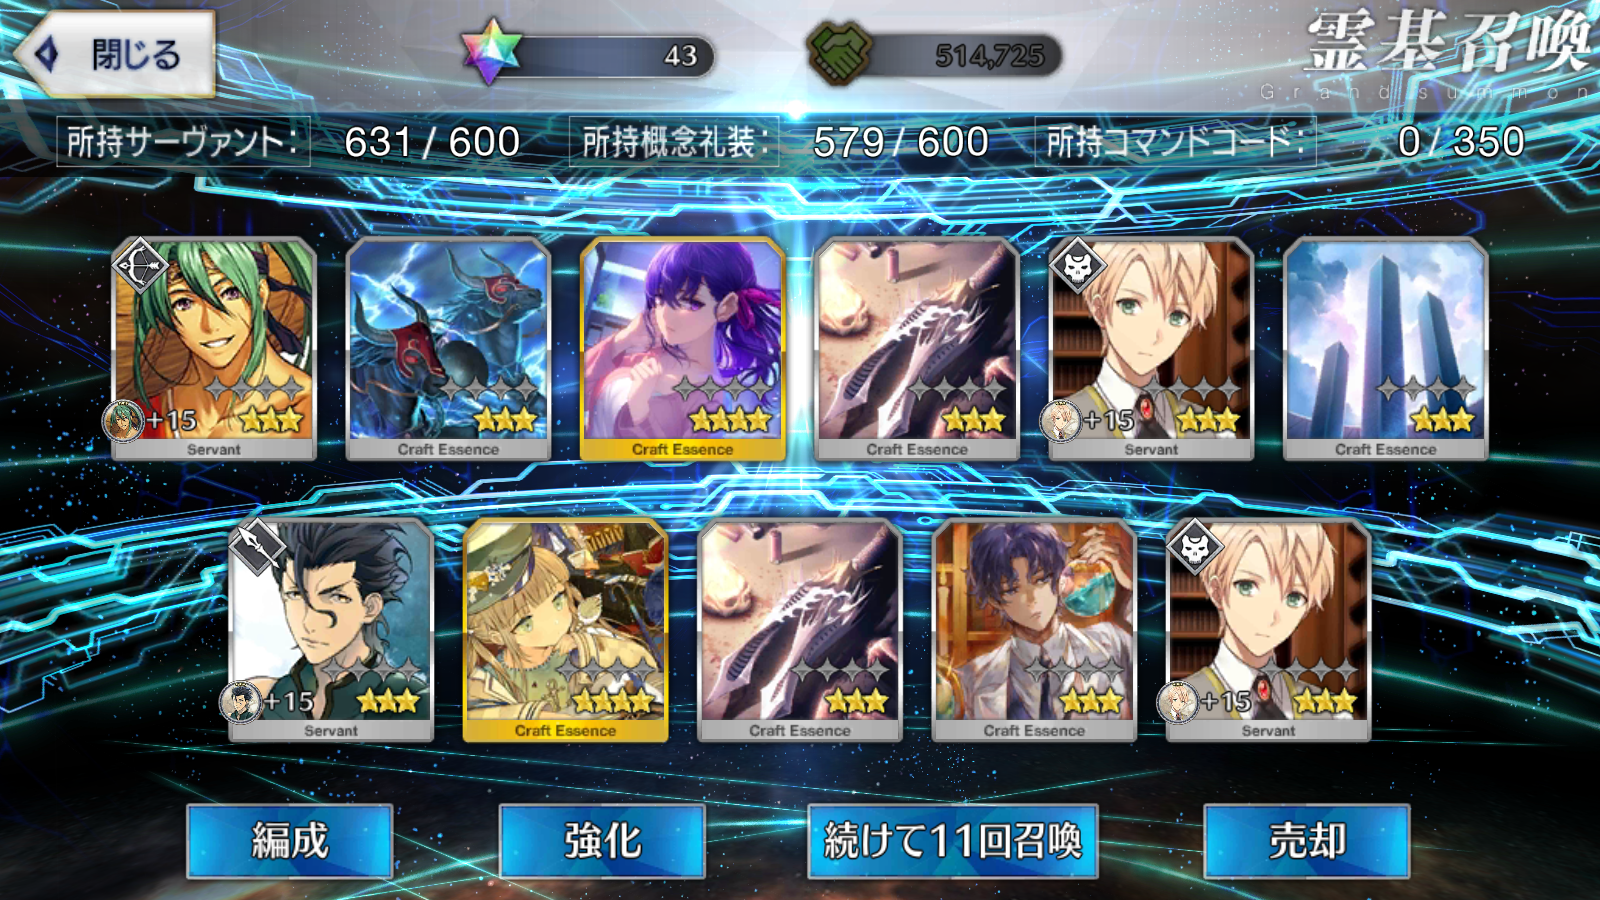 閉じる
43
514,725
霊基召喚
Grand summon
所持サーヴァント: 631 / 600
所持概念礼装: 579 / 600
所持コマンドコード: 0 / 350
+15
Servant
Craft Essence
Craft Essence
Craft Essence
+15
Servant
Craft Essence
+15
Servant
Craft Essence
Craft Essence
Craft Essence
+15
Servant
編成
強化
続けて11回召喚
売却